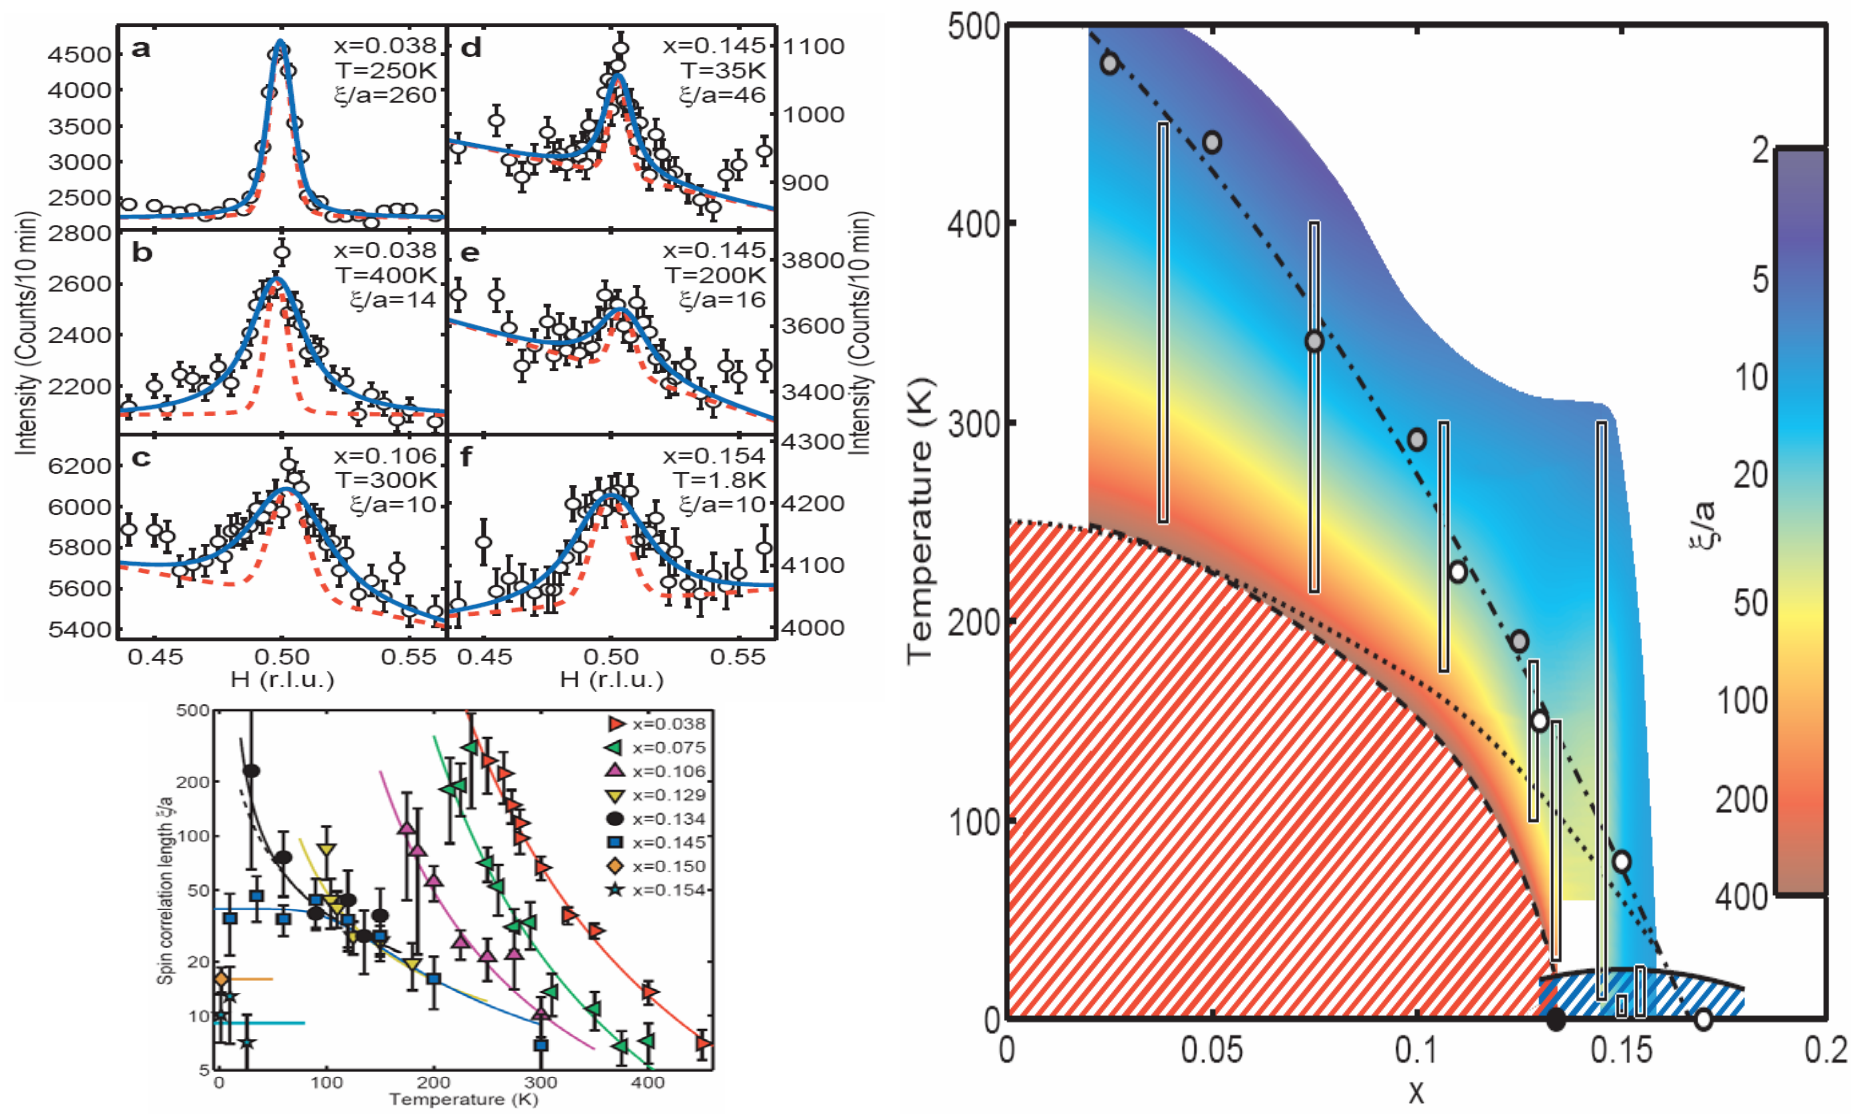 a
x=0.038
T=250K
ξ/a=260
b
x=0.038
T=400K
ξ/a=14
c
x=0.106
T=300K
ξ/a=10
d
x=0.145
T=35K
ξ/a=46
e
x=0.145
T=200K
ξ/a=16
f
x=0.154
T=1.8K
ξ/a=10
4500
4000
3500
3000
2500
2800
2600
2400
2200
6200
6000
5800
5600
5400
1100
1000
900
3800
3600
3400
4300
4200
4100
4000
Intensity (Counts/10 min)
Intensity (Counts/10 min)
0.45 0.50 0.55
0.45 0.50 0.55
H (r.l.u.)
H (r.l.u.)
500
200
100
50
20
10
5
Spin correlation length ξ/a
x=0.038
x=0.075
x=0.106
x=0.129
x=0.134
x=0.145
x=0.150
x=0.154
0 100 200 300 400
Temperature (K)
500
400
300
200
100
0
Temperature (K)
0 0.05 0.1 0.15 0.2
x
2
5
10
20
50
100
200
400
ξ/a